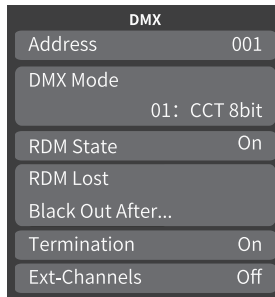 DMX
Address 001
DMX Mode
01: CCT 8bit
RDM State On
RDM Lost
Black Out After...
Termination On
Ext-Channels Off